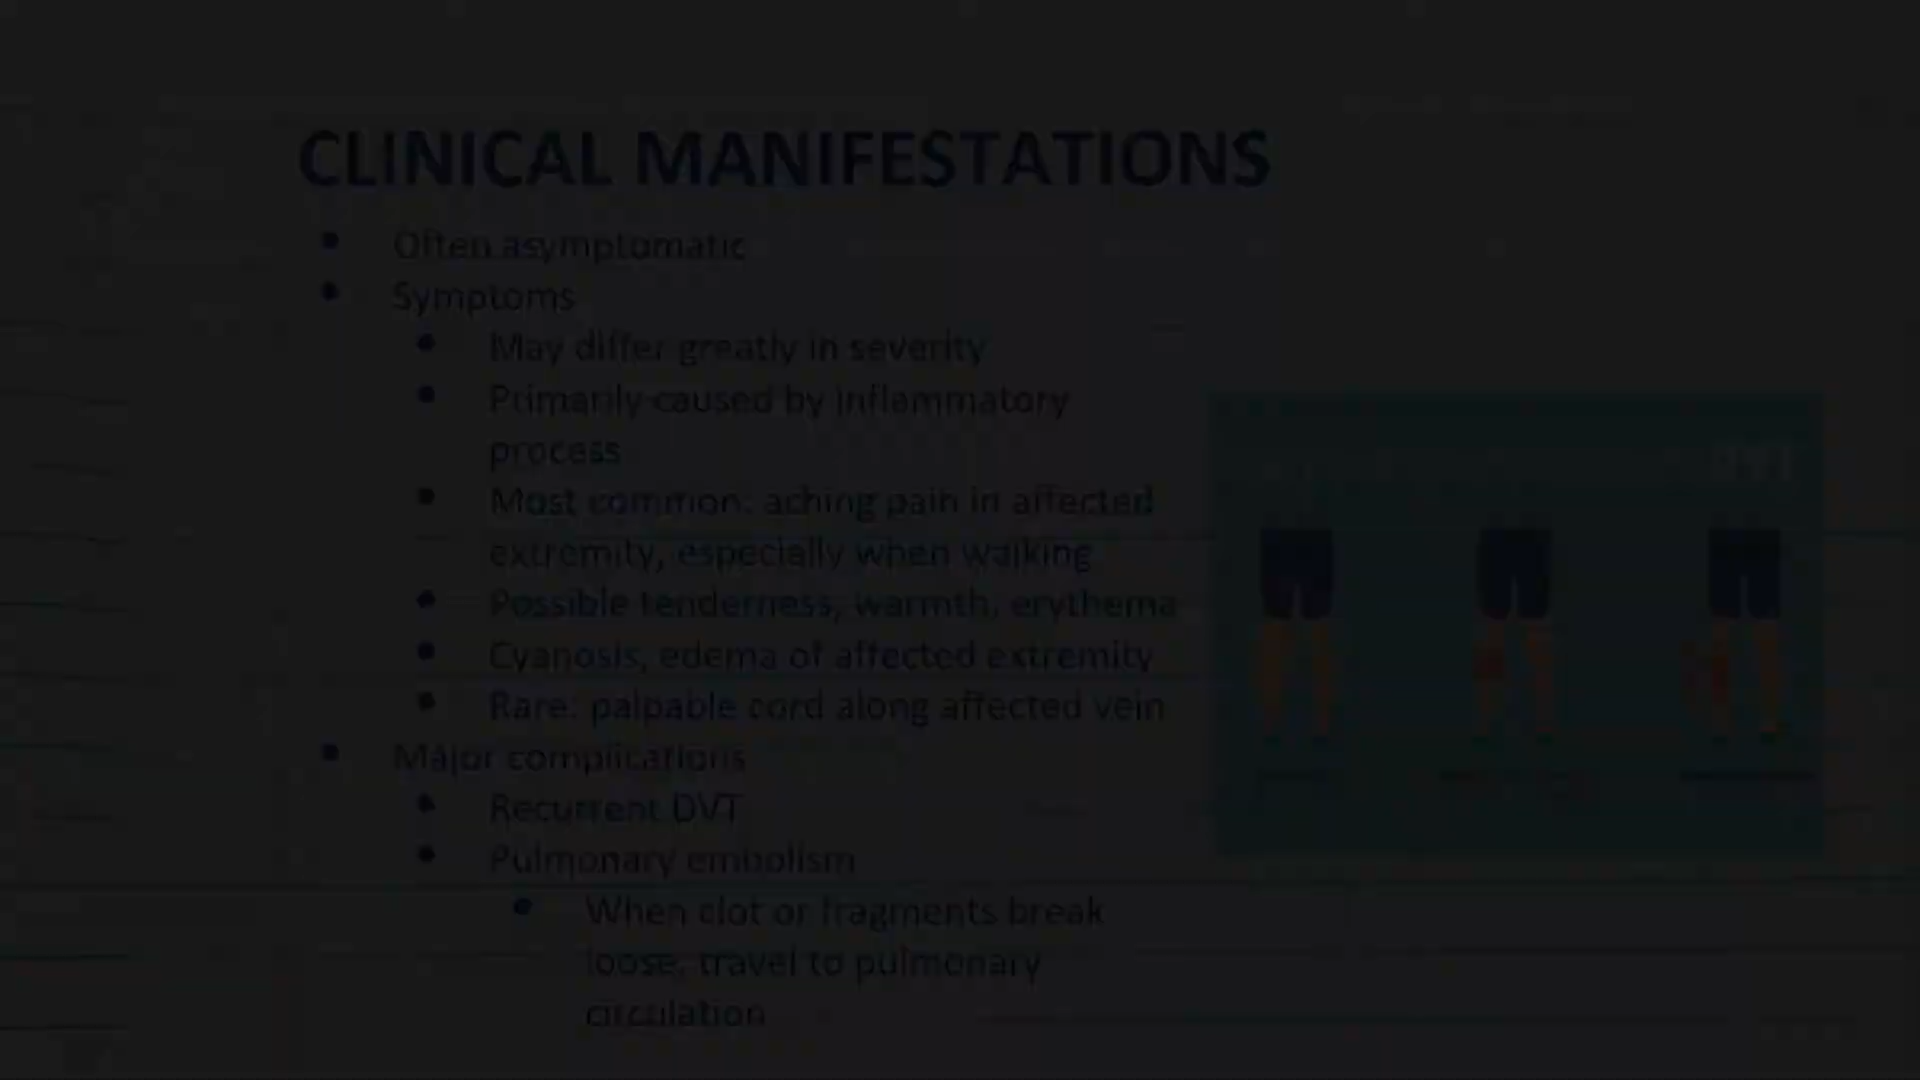 CLINICAL MANIFESTATIONS
• Often asymptomatic
• Symptoms
• May differ greatly in severity
• Primarily caused by inflammatory
process
• Most common: aching pain in affected
extremity, especially when walking
• Possible tenderness, warmth, erythema
• Cyanosis, edema of affected extremity
• Rare: palpable cord along affected vein
• Major complications
• Recurrent DVT
• Pulmonary embolism
• When clot or fragments break
loose, travel to pulmonary
circulation